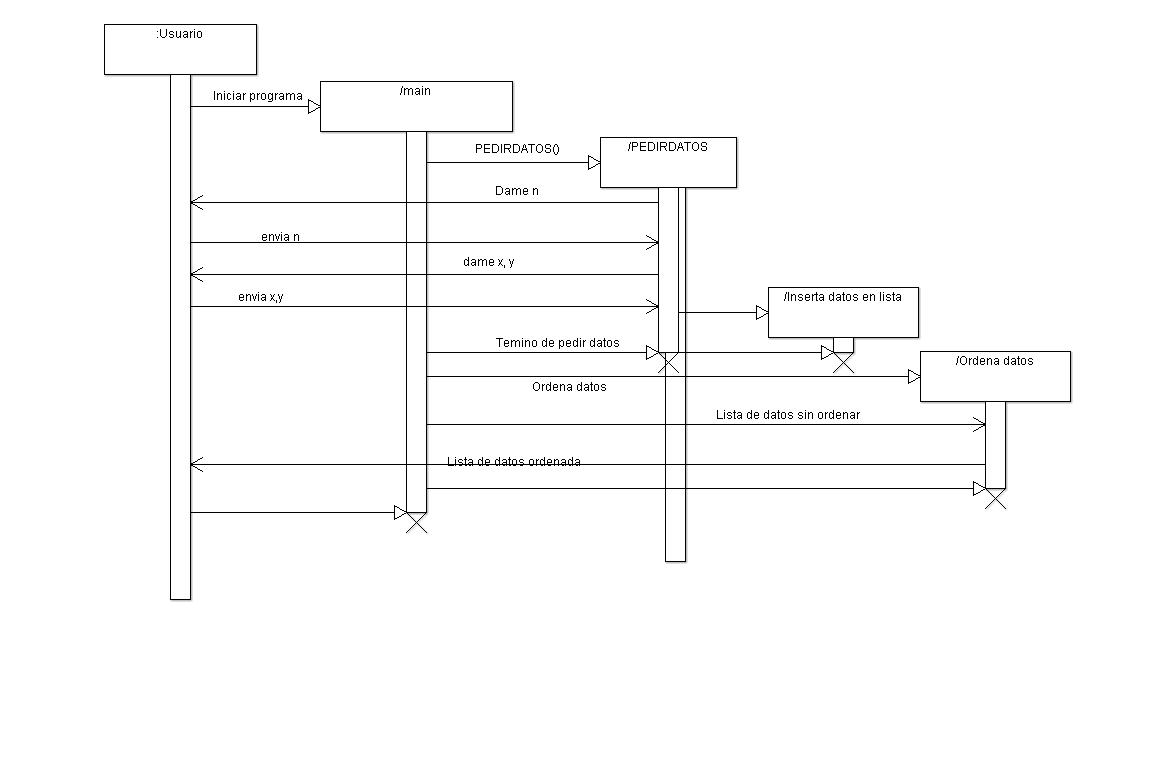 :Usuario
Iniciar programa
/main
PEDIRDATOS()
/PEDIRDATOS
Dame n
envia n
dame x, y
envia x,y
/Inserta datos en lista
Temino de pedir datos
/Ordena datos
Ordena datos
Lista de datos sin ordenar
Lista de datos ordenada